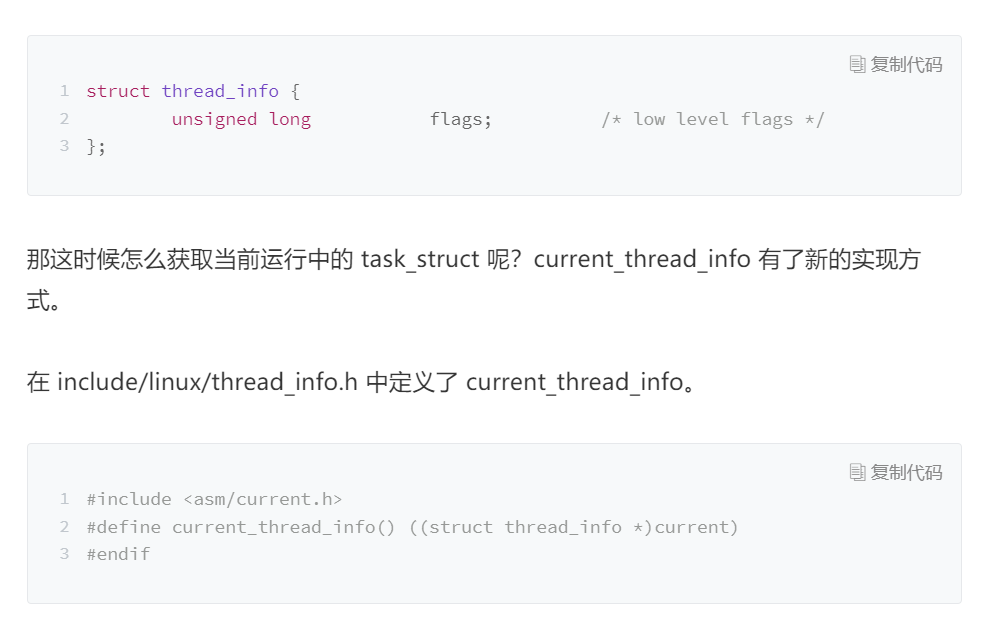 复制代码
1 struct thread_info {
2         unsigned long           flags;          /* low level flags */
3 };
那这时候怎么获取当前运行中的 task_struct 呢？current_thread_info 有了新的实现方
式。
在 include/linux/thread_info.h 中定义了 current_thread_info。
复制代码
1 #include <asm/current.h>
2 #define current_thread_info() ((struct thread_info *)current)
3 #endif